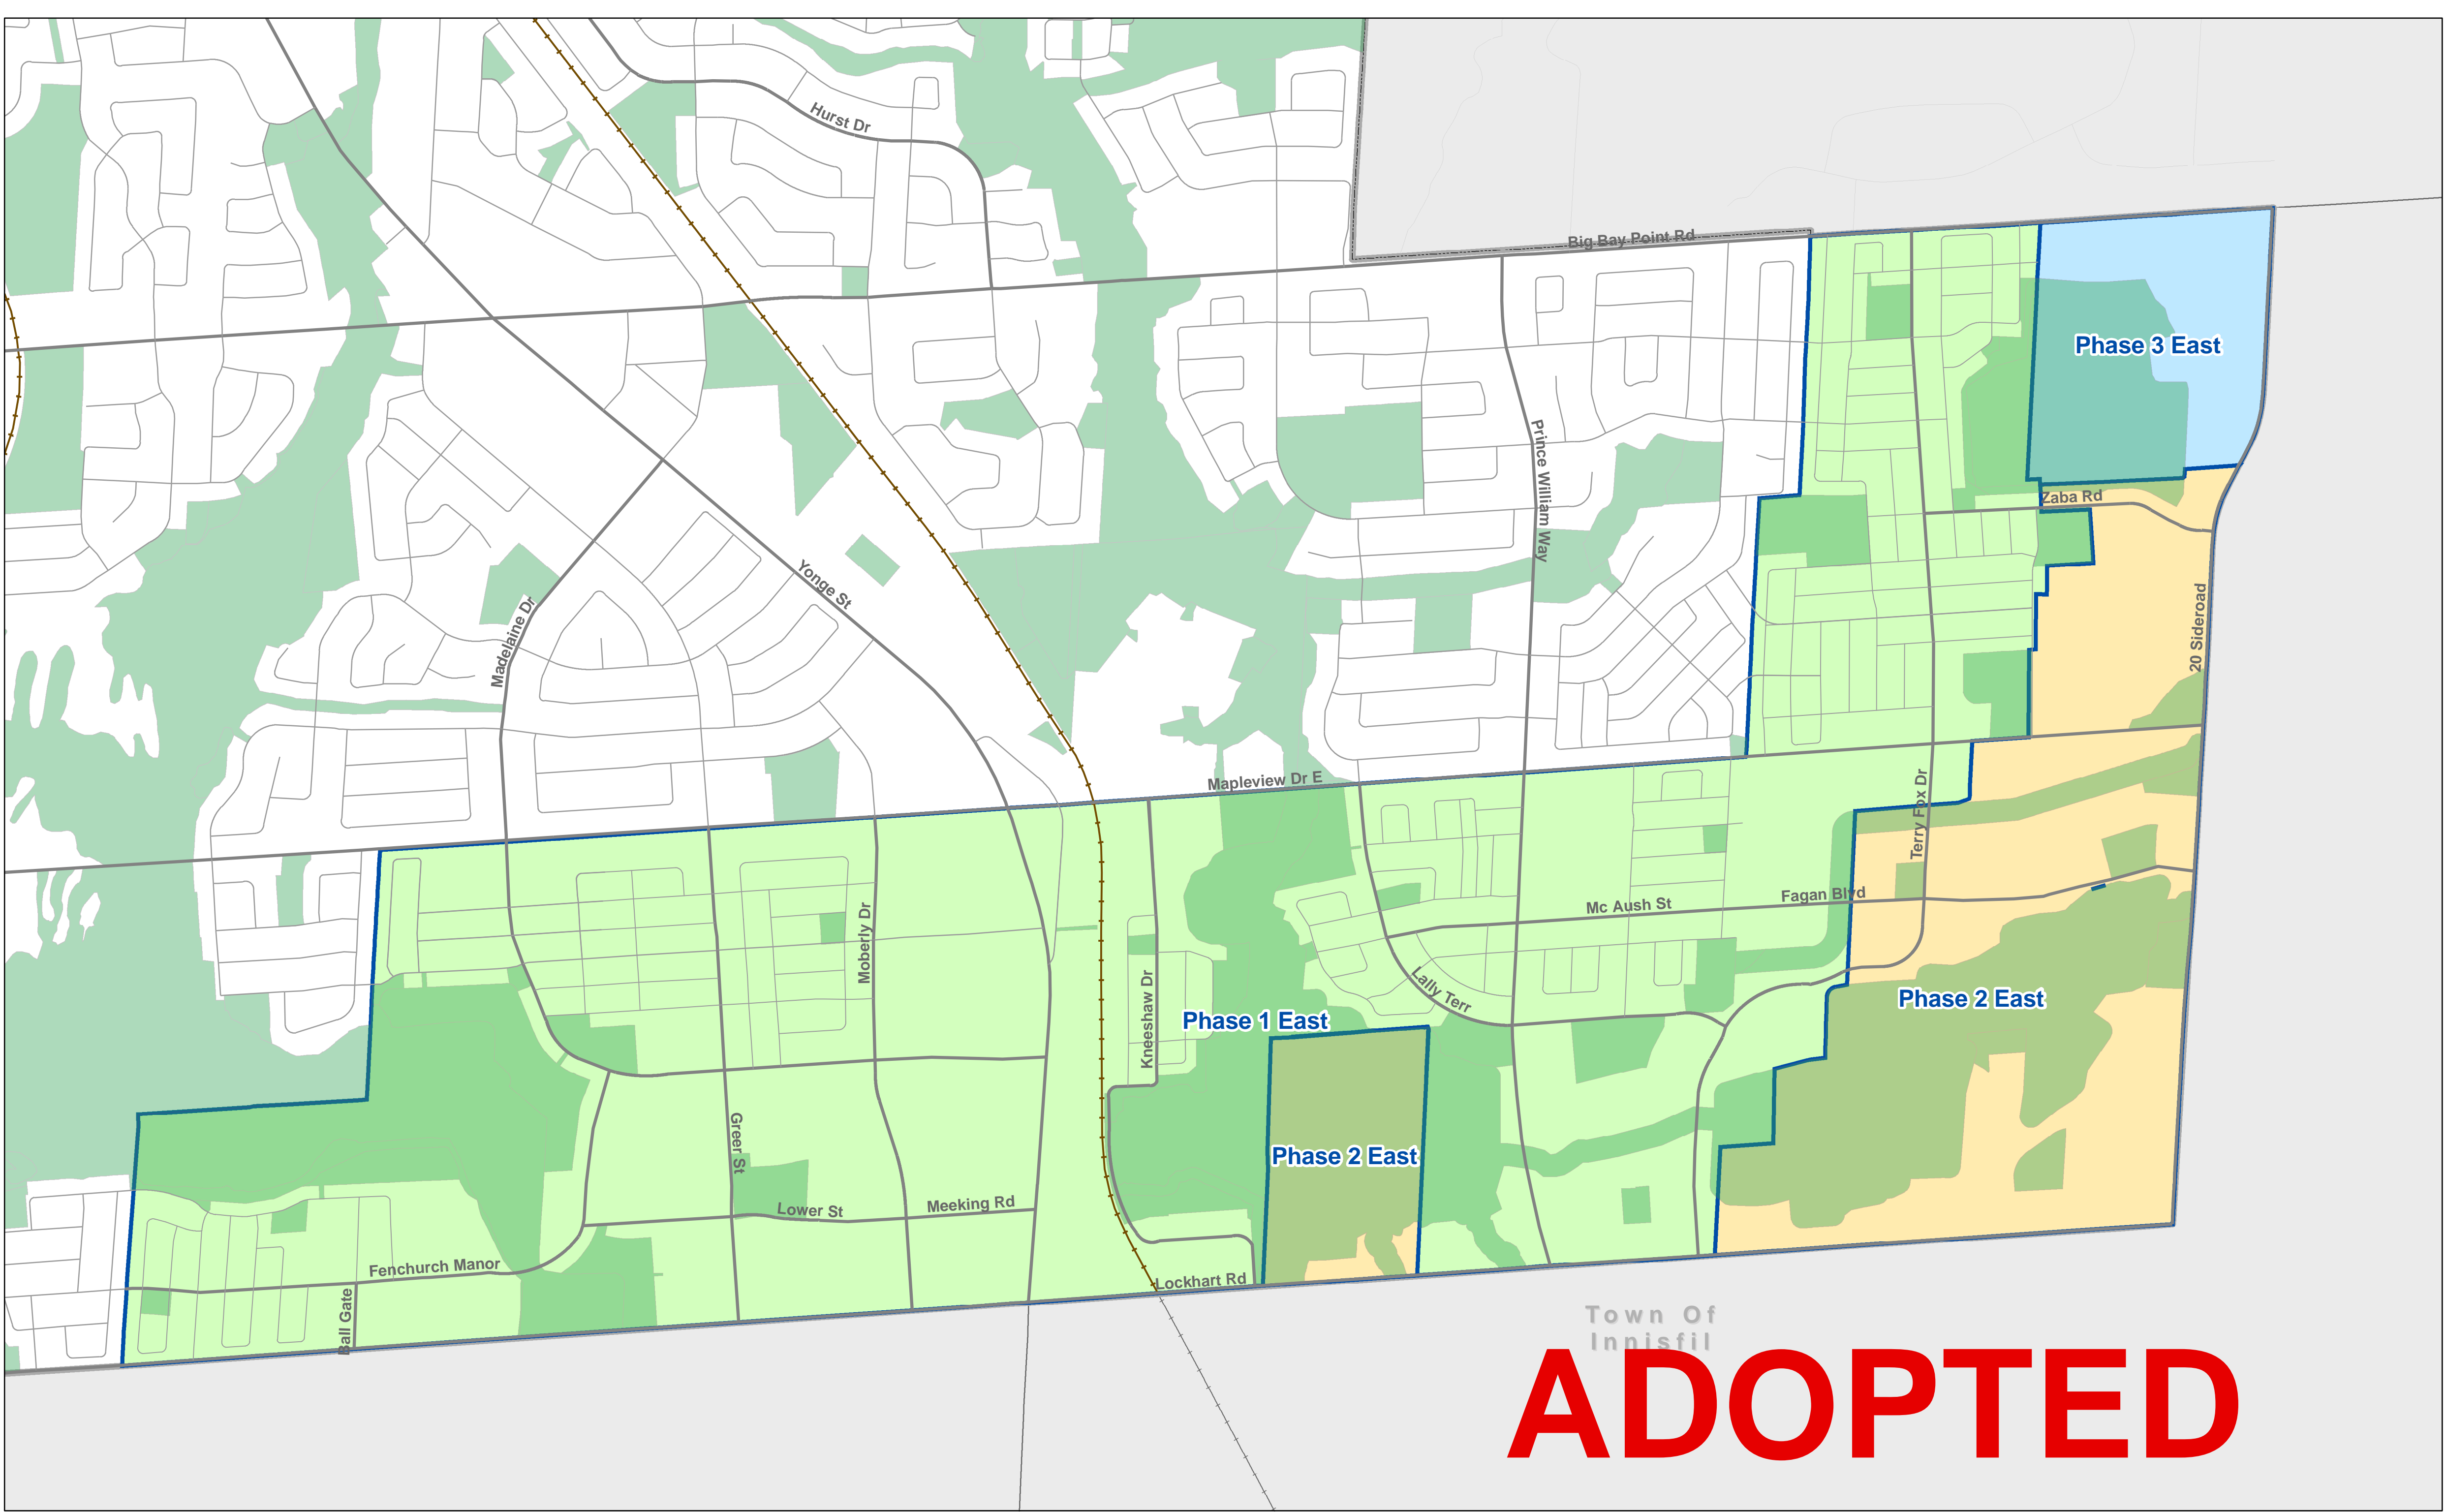 Hurst Dr
Big Bay Point Rd
Phase 3 East
Prince William Way
Zaba Rd
Yonge St
Madelaine Dr
20 Sideroad
Mapleview Dr E
Terry Fox Dr
Fagan Blvd
Mc Aush St
Moberly Dr
Kneeshaw Dr
Lally Terr
Phase 2 East
Phase 1 East
Greer St
Phase 2 East
Meeking Rd
Lower St
Fenchurch Manor
Lockhart Rd
Ball Gate
Town Of
Innisfil
ADOPTED